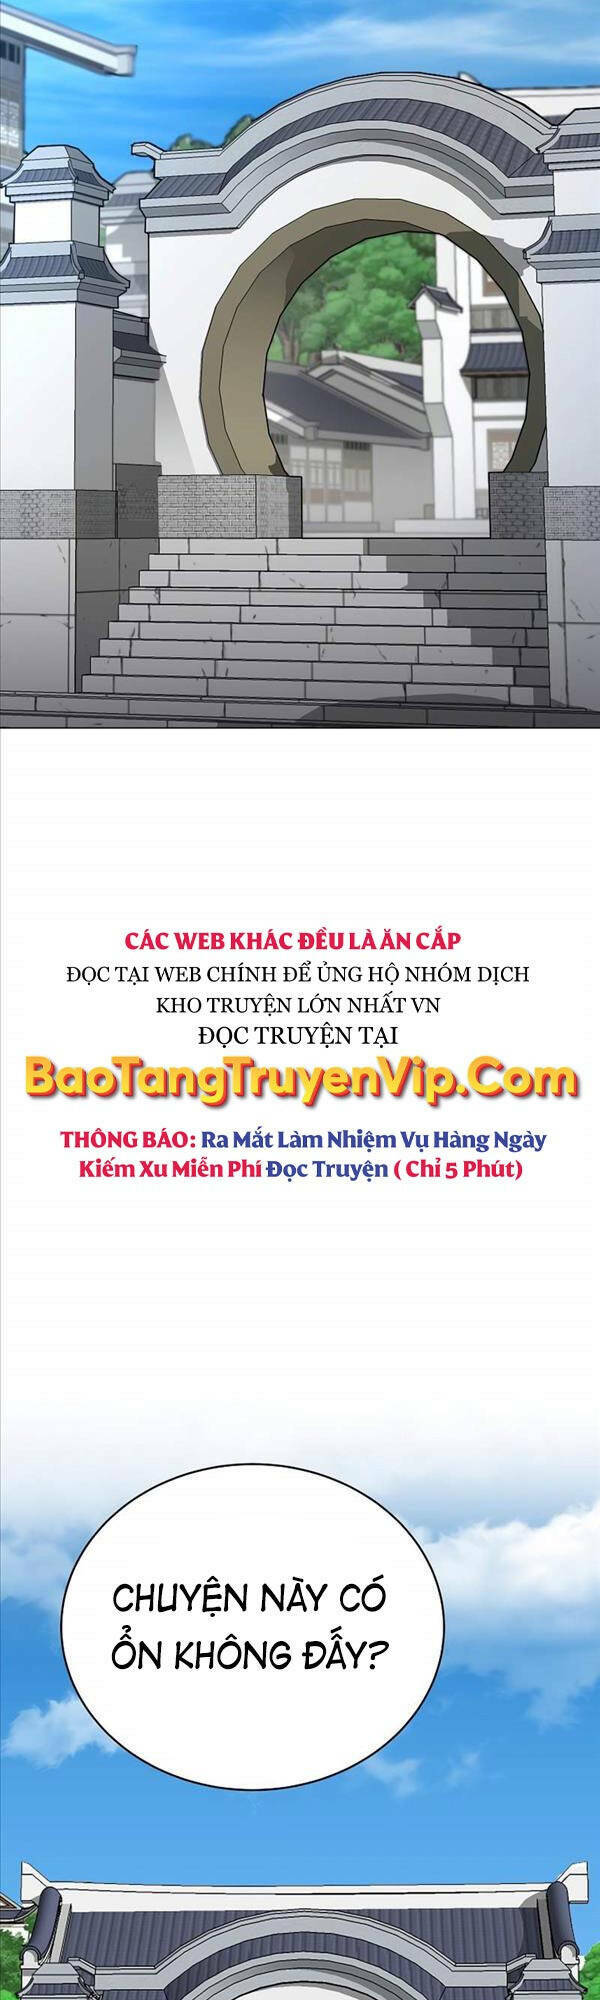 CÁC WEB KHÁC ĐỀU LÀ ĂN CẮP
ĐỌC TẠI WEB CHÍNH ĐỂ ỦNG HỘ NHÓM DỊCH
KHO TRUYỆN LỚN NHẤT VN
ĐỌC TRUYỆN TẠI
BaoTangTruyenVip.Com
THÔNG BÁO: Ra Mắt Làm Nhiệm Vụ Hàng Ngày
Kiếm Xu Miễn Phí Đọc Truyện ( Chỉ 5 Phút)
CHUYỆN NÀY CÓ
ỔN KHÔNG ĐẤY?